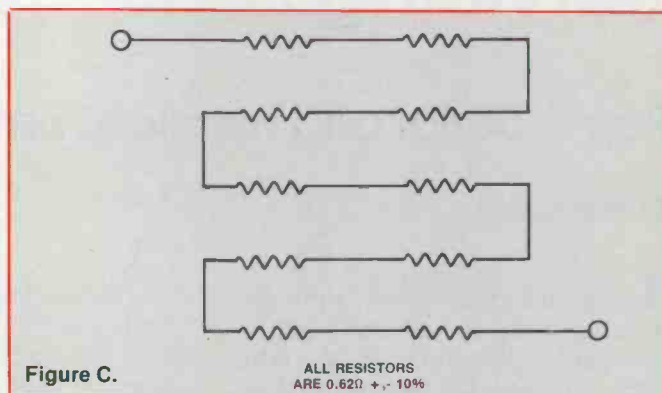 Figure C.
ALL RESISTORS
ARE 0.62Ω +,- 10%